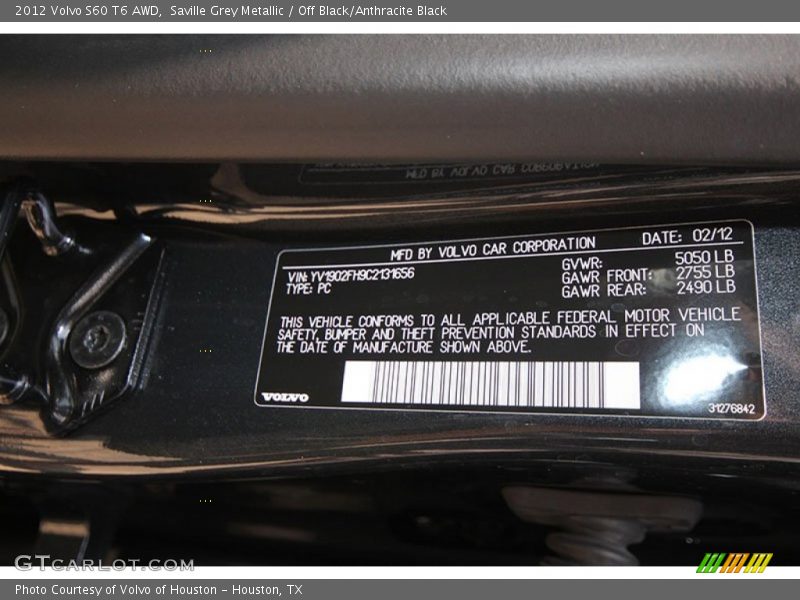 2012 Volvo S60 T6 AWD,  Saville Grey Metallic / Off Black/Anthracite Black
MFD BY VOLVO CAR CORPORATION
DATE: 02/12
VIN: YV1902FH9C2131656
TYPE: PC
GVWR: 5050 LB
GAWR FRONT: 2755 LB
GAWR REAR: 2490 LB
THIS VEHICLE CONFORMS TO ALL APPLICABLE FEDERAL MOTOR VEHICLE
SAFETY, BUMPER AND THEFT PREVENTION STANDARDS IN EFFECT ON
THE DATE OF MANUFACTURE SHOWN ABOVE.
VOLVO
31276842
GTCarLot.com
Photo Courtesy of Volvo of Houston - Houston, TX